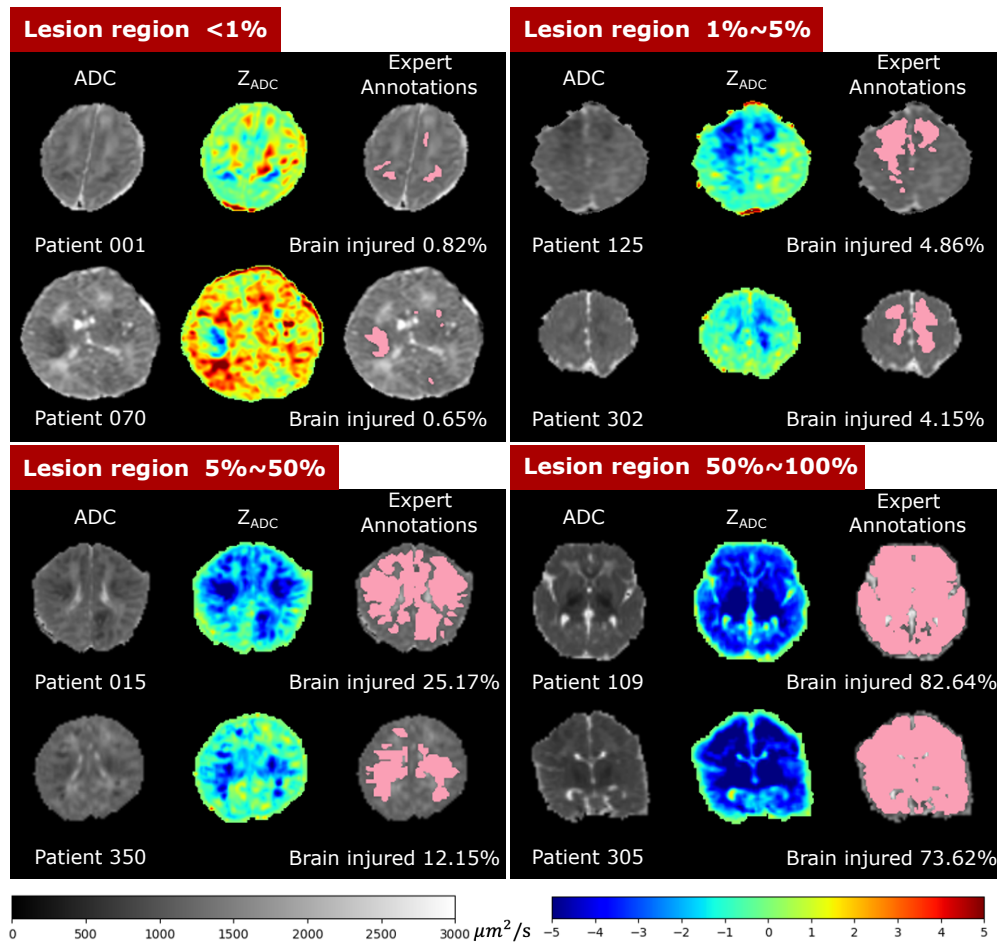 Lesion region <1%
ADC
Z_ADC
Expert
Annotations
Patient 001
Brain injured 0.82%
Patient 070
Brain injured 0.65%
Lesion region 1%~5%
ADC
Z_ADC
Expert
Annotations
Patient 125
Brain injured 4.86%
Patient 302
Brain injured 4.15%
Lesion region 5%~50%
ADC
Z_ADC
Expert
Annotations
Patient 015
Brain injured 25.17%
Patient 350
Brain injured 12.15%
Lesion region 50%~100%
ADC
Z_ADC
Expert
Annotations
Patient 109
Brain injured 82.64%
Patient 305
Brain injured 73.62%
0 500 1000 1500 2000 2500 3000 μm²/s
−5 −4 −3 −2 −1 0 1 2 3 4 5